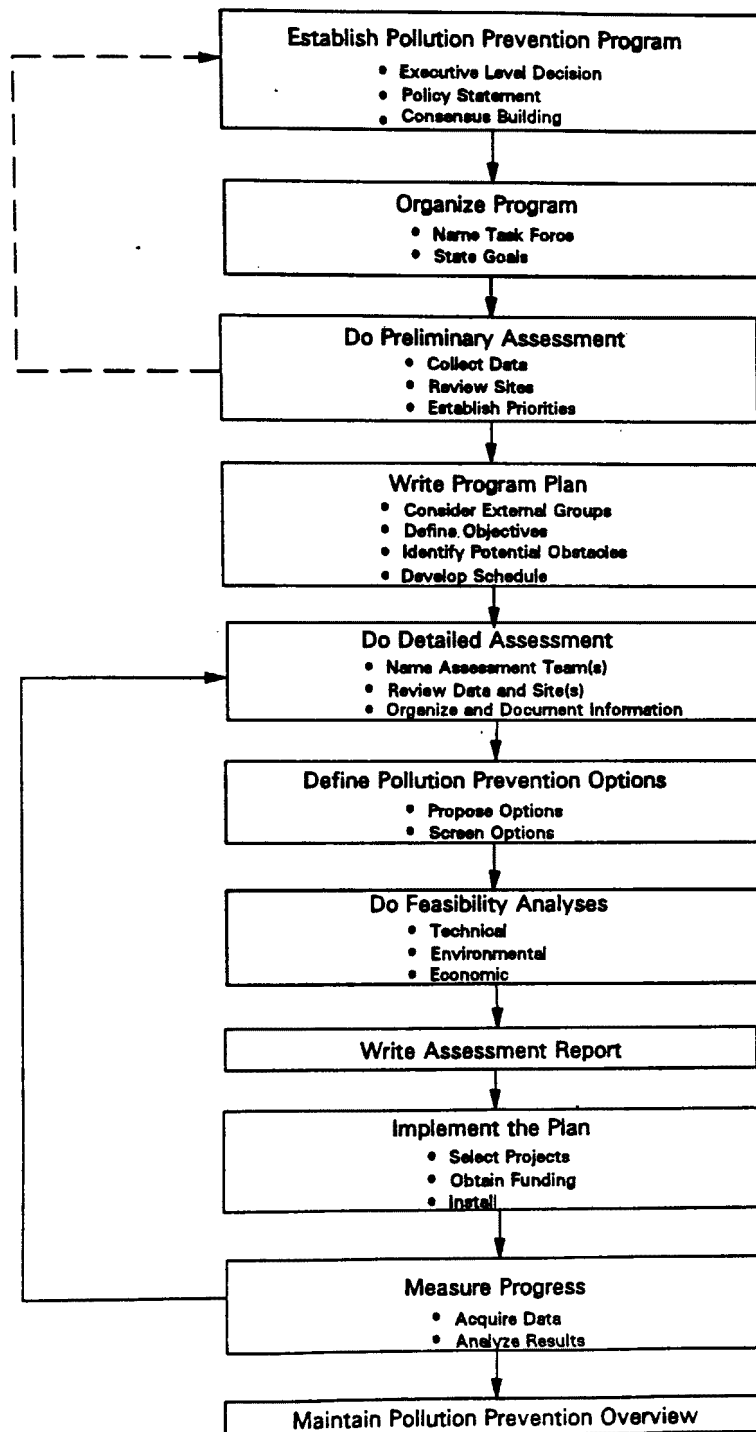 Establish Pollution Prevention Program
• Executive Level Decision
• Policy Statement
• Consensus Building
Organize Program
• Name Task Force
• State Goals
Do Preliminary Assessment
• Collect Data
• Review Sites
• Establish Priorities
Write Program Plan
• Consider External Groups
• Define Objectives
• Identify Potential Obstacles
• Develop Schedule
Do Detailed Assessment
• Name Assessment Team(s)
• Review Data and Site(s)
• Organize and Document Information
Define Pollution Prevention Options
• Propose Options
• Screen Options
Do Feasibility Analyses
• Technical
• Environmental
• Economic
Write Assessment Report
Implement the Plan
• Select Projects
• Obtain Funding
• Install
Measure Progress
• Acquire Data
• Analyze Results
Maintain Pollution Prevention Overview